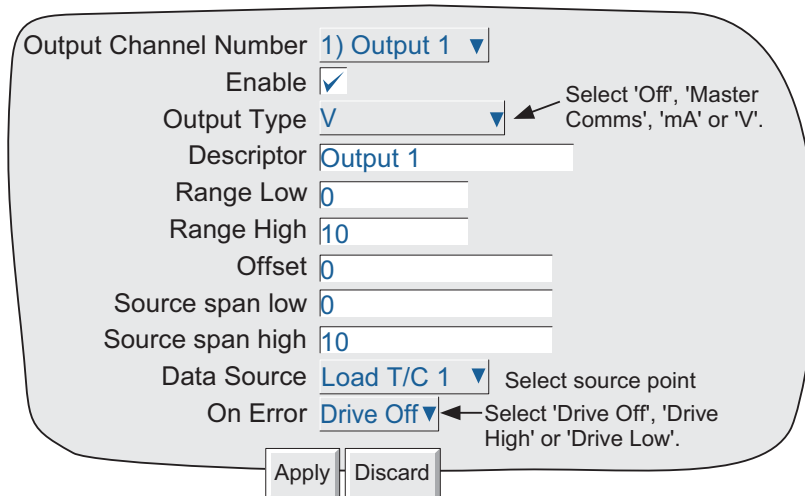 Output Channel Number 1) Output 1
Enable
Output Type V
Select 'Off', 'Master
Comms', 'mA' or 'V'.
Descriptor Output 1
Range Low 0
Range High 10
Offset 0
Source span low 0
Source span high 10
Data Source Load T/C 1 Select source point
On Error Drive Off Select 'Drive Off', 'Drive
High' or 'Drive Low'.
Apply Discard